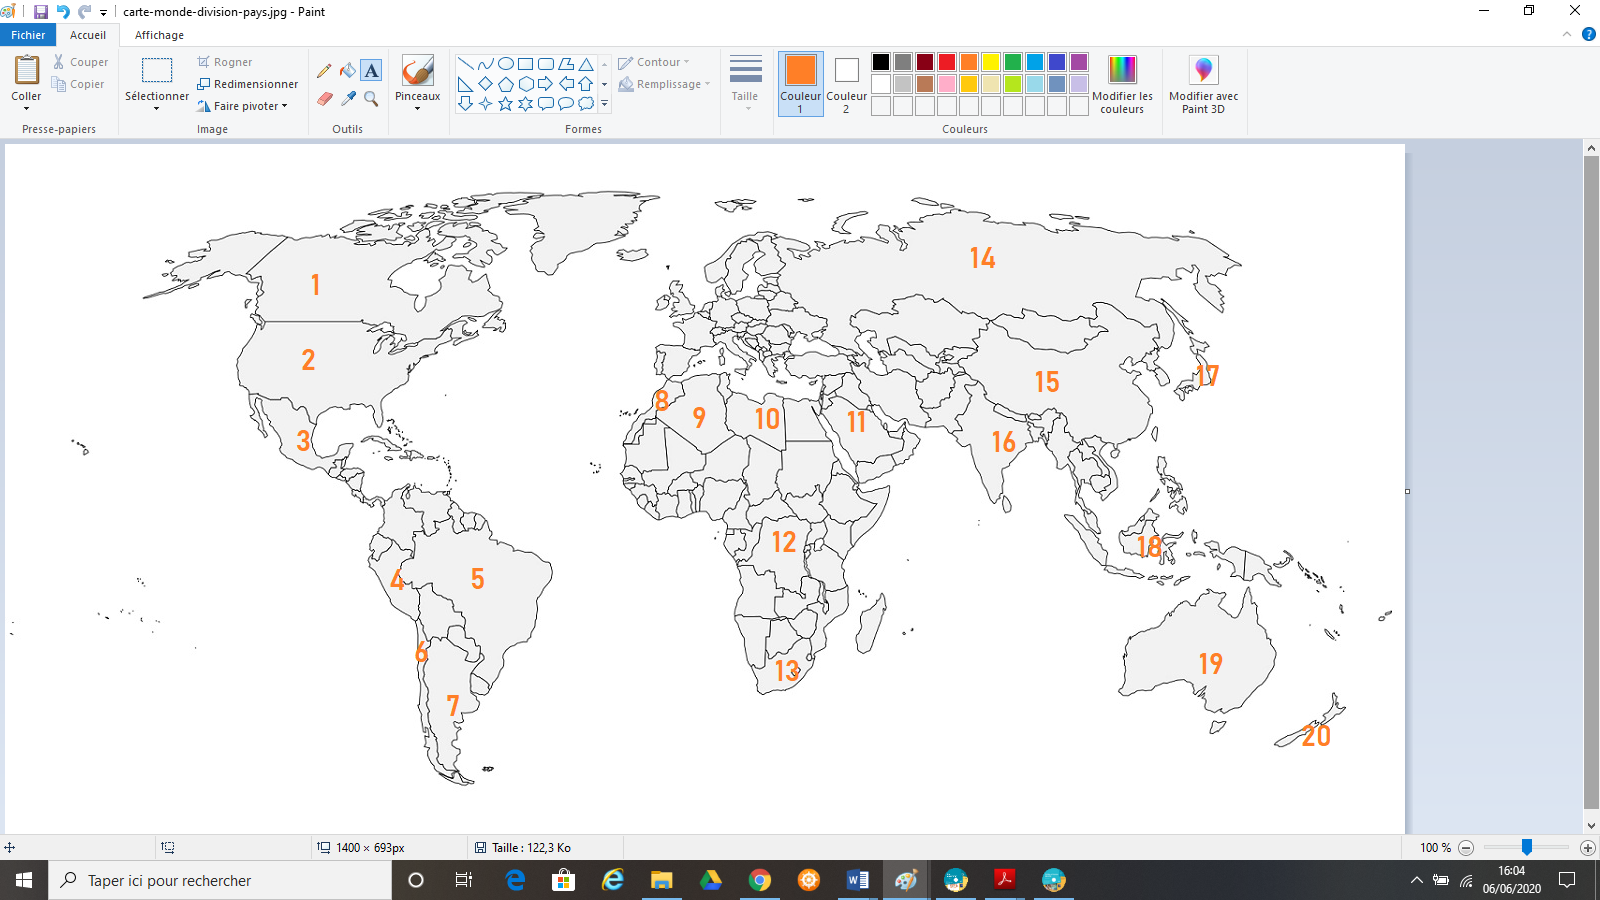 carte-monde-division-pays.jpg - Paint
Fichier
Accueil
Affichage
Coller
Couper
Copier
Presse-papiers
Sélectionner
Rogner
Redimensionner
Faire pivoter
Image
A
Outils
Pinceaux
Contour
Remplissage
Formes
Taille
Couleur
1
Couleur
2
Modifier les
couleurs
Couleurs
Modifier avec
Paint 3D
1
2
3
4
5
6
7
8
9
10
11
12
13
14
15
16
17
18
19
20
1400 × 693px
Taille : 122,3 Ko
100 %
Taper ici pour rechercher
16:04
06/06/2020